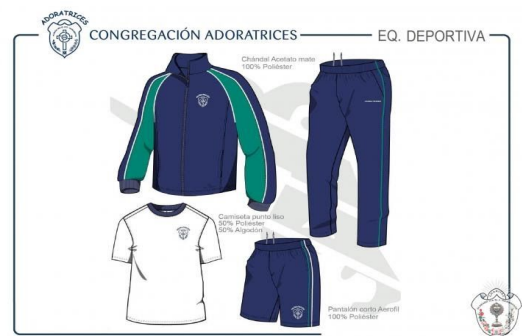 ADORATRICES
CONGREGACIÓN ADORATRICES
EQ. DEPORTIVA
Chándal Acetato mate
100% Poliéster
Camiseta punto liso
50% Poliéster
50% Algodón
Pantalón corto Aerofil
100% Poliéster